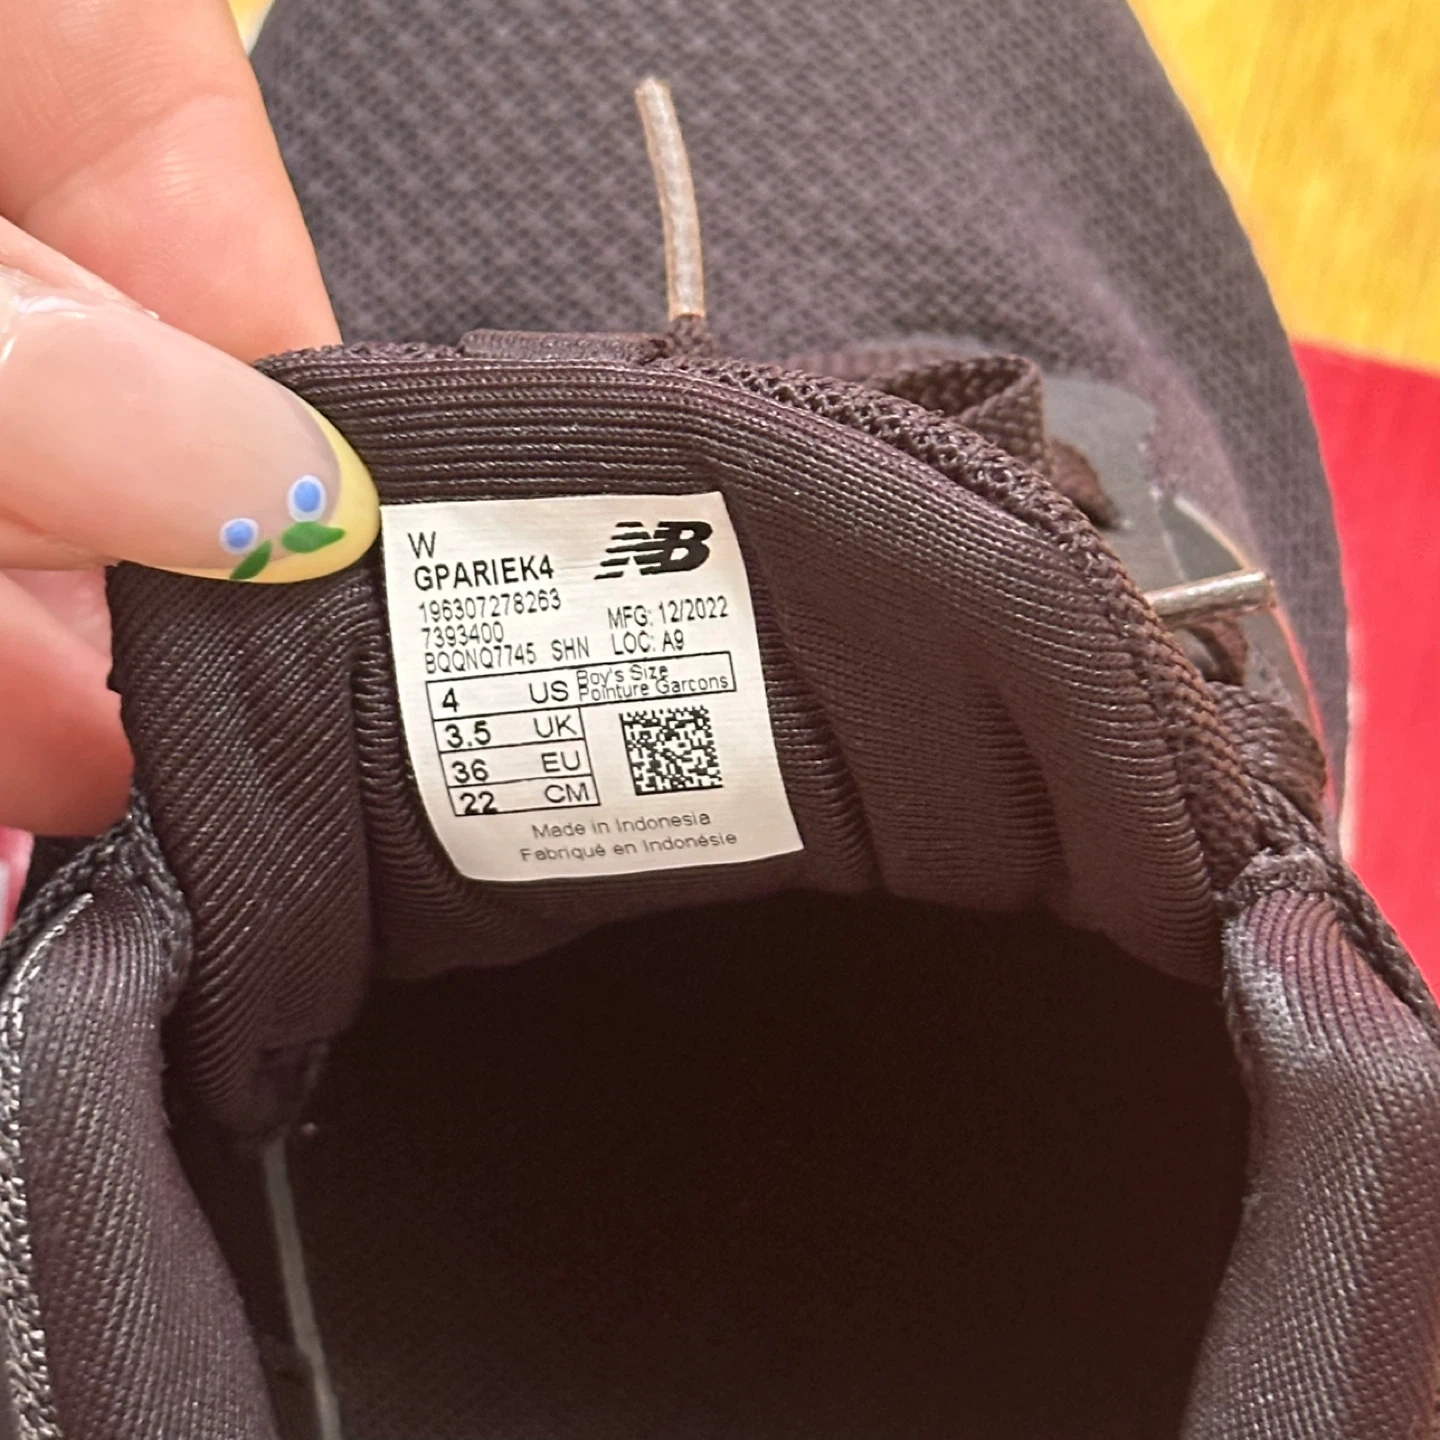 W
GPARIEK4
NB
196307278263
7393400
MFG: 12/2022
BQQNQ7745 SHN LOC: A9
4 US Boy's Size
Pointure Garcons
3.5 UK
36 EU
22 CM
Made in Indonesia
Fabriqué en Indonésie